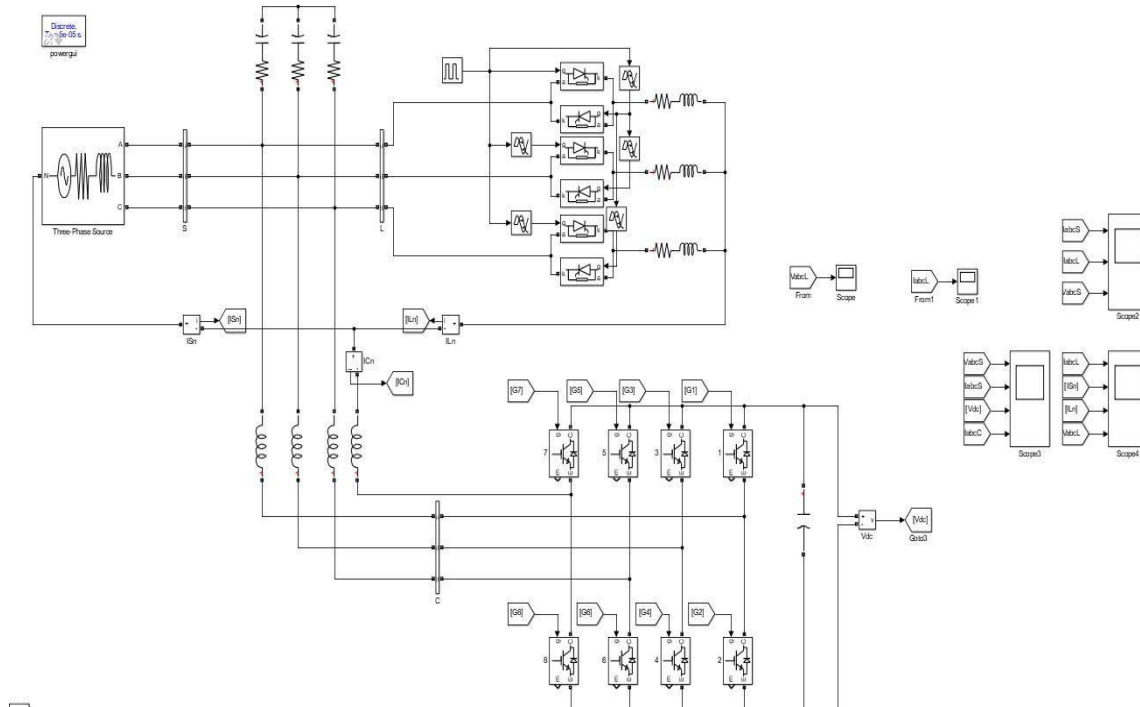 Discrete,
powergui
N
A
B
C
Three-Phase Source
S
L
g
a
k
g
k
a
g
a
k
g
k
a
g
a
k
g
k
a
VabcL
From
Scope
IabcL
From1
Scope1
IabcS
IabcL
VabcS
Scope2
ISn
[ISn]
[ILn]
ILn
ICn
[ICn]
VabcS
IabcS
[Vdc]
IabcC
Scope3
IabcL
[ISn]
[ILn]
VabcL
Scope4
[G7]
[G5]
[G3]
[G1]
g
C
7
E
E
g
C
5
E
E
g
C
3
E
E
g
C
1
E
E
v
Vdc
[Vdc]
Goto3
C
[G6]
[G4]
[G2]
g
C
8
E
E
g
C
6
E
E
g
C
4
E
E
g
C
2
E
E